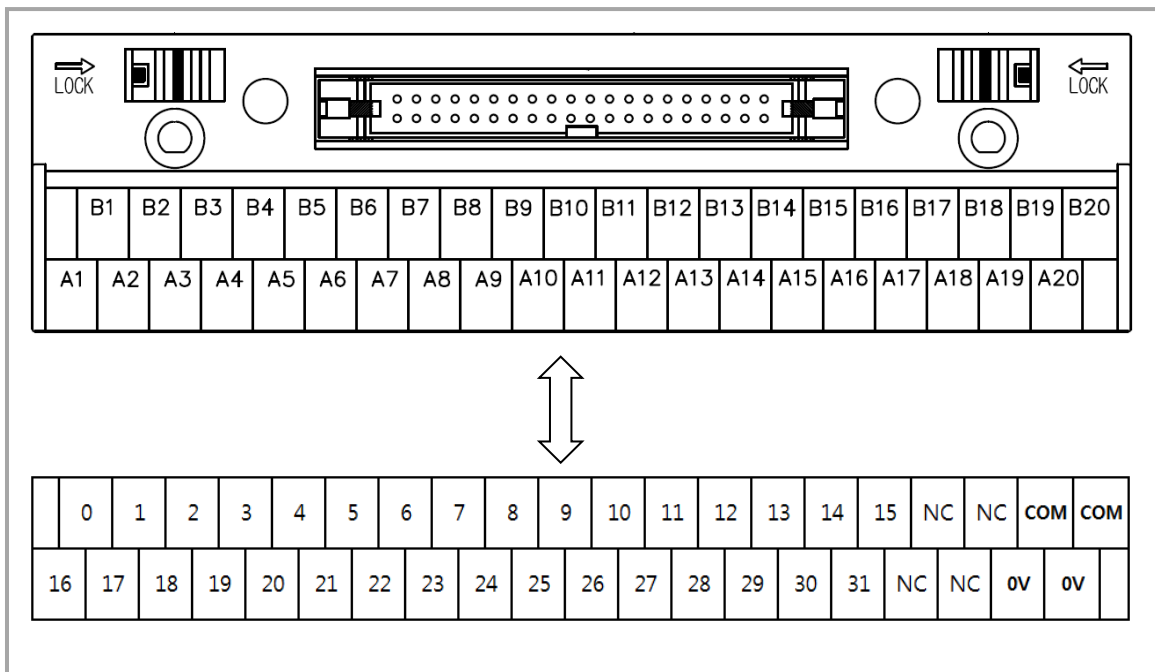 LOCK LOCK
B1 B2 B3 B4 B5 B6 B7 B8 B9 B10 B11 B12 B13 B14 B15 B16 B17 B18 B19 B20
A1 A2 A3 A4 A5 A6 A7 A8 A9 A10 A11 A12 A13 A14 A15 A16 A17 A18 A19 A20
0 1 2 3 4 5 6 7 8 9 10 11 12 13 14 15 NC NC COM COM
16 17 18 19 20 21 22 23 24 25 26 27 28 29 30 31 NC NC 0V 0V